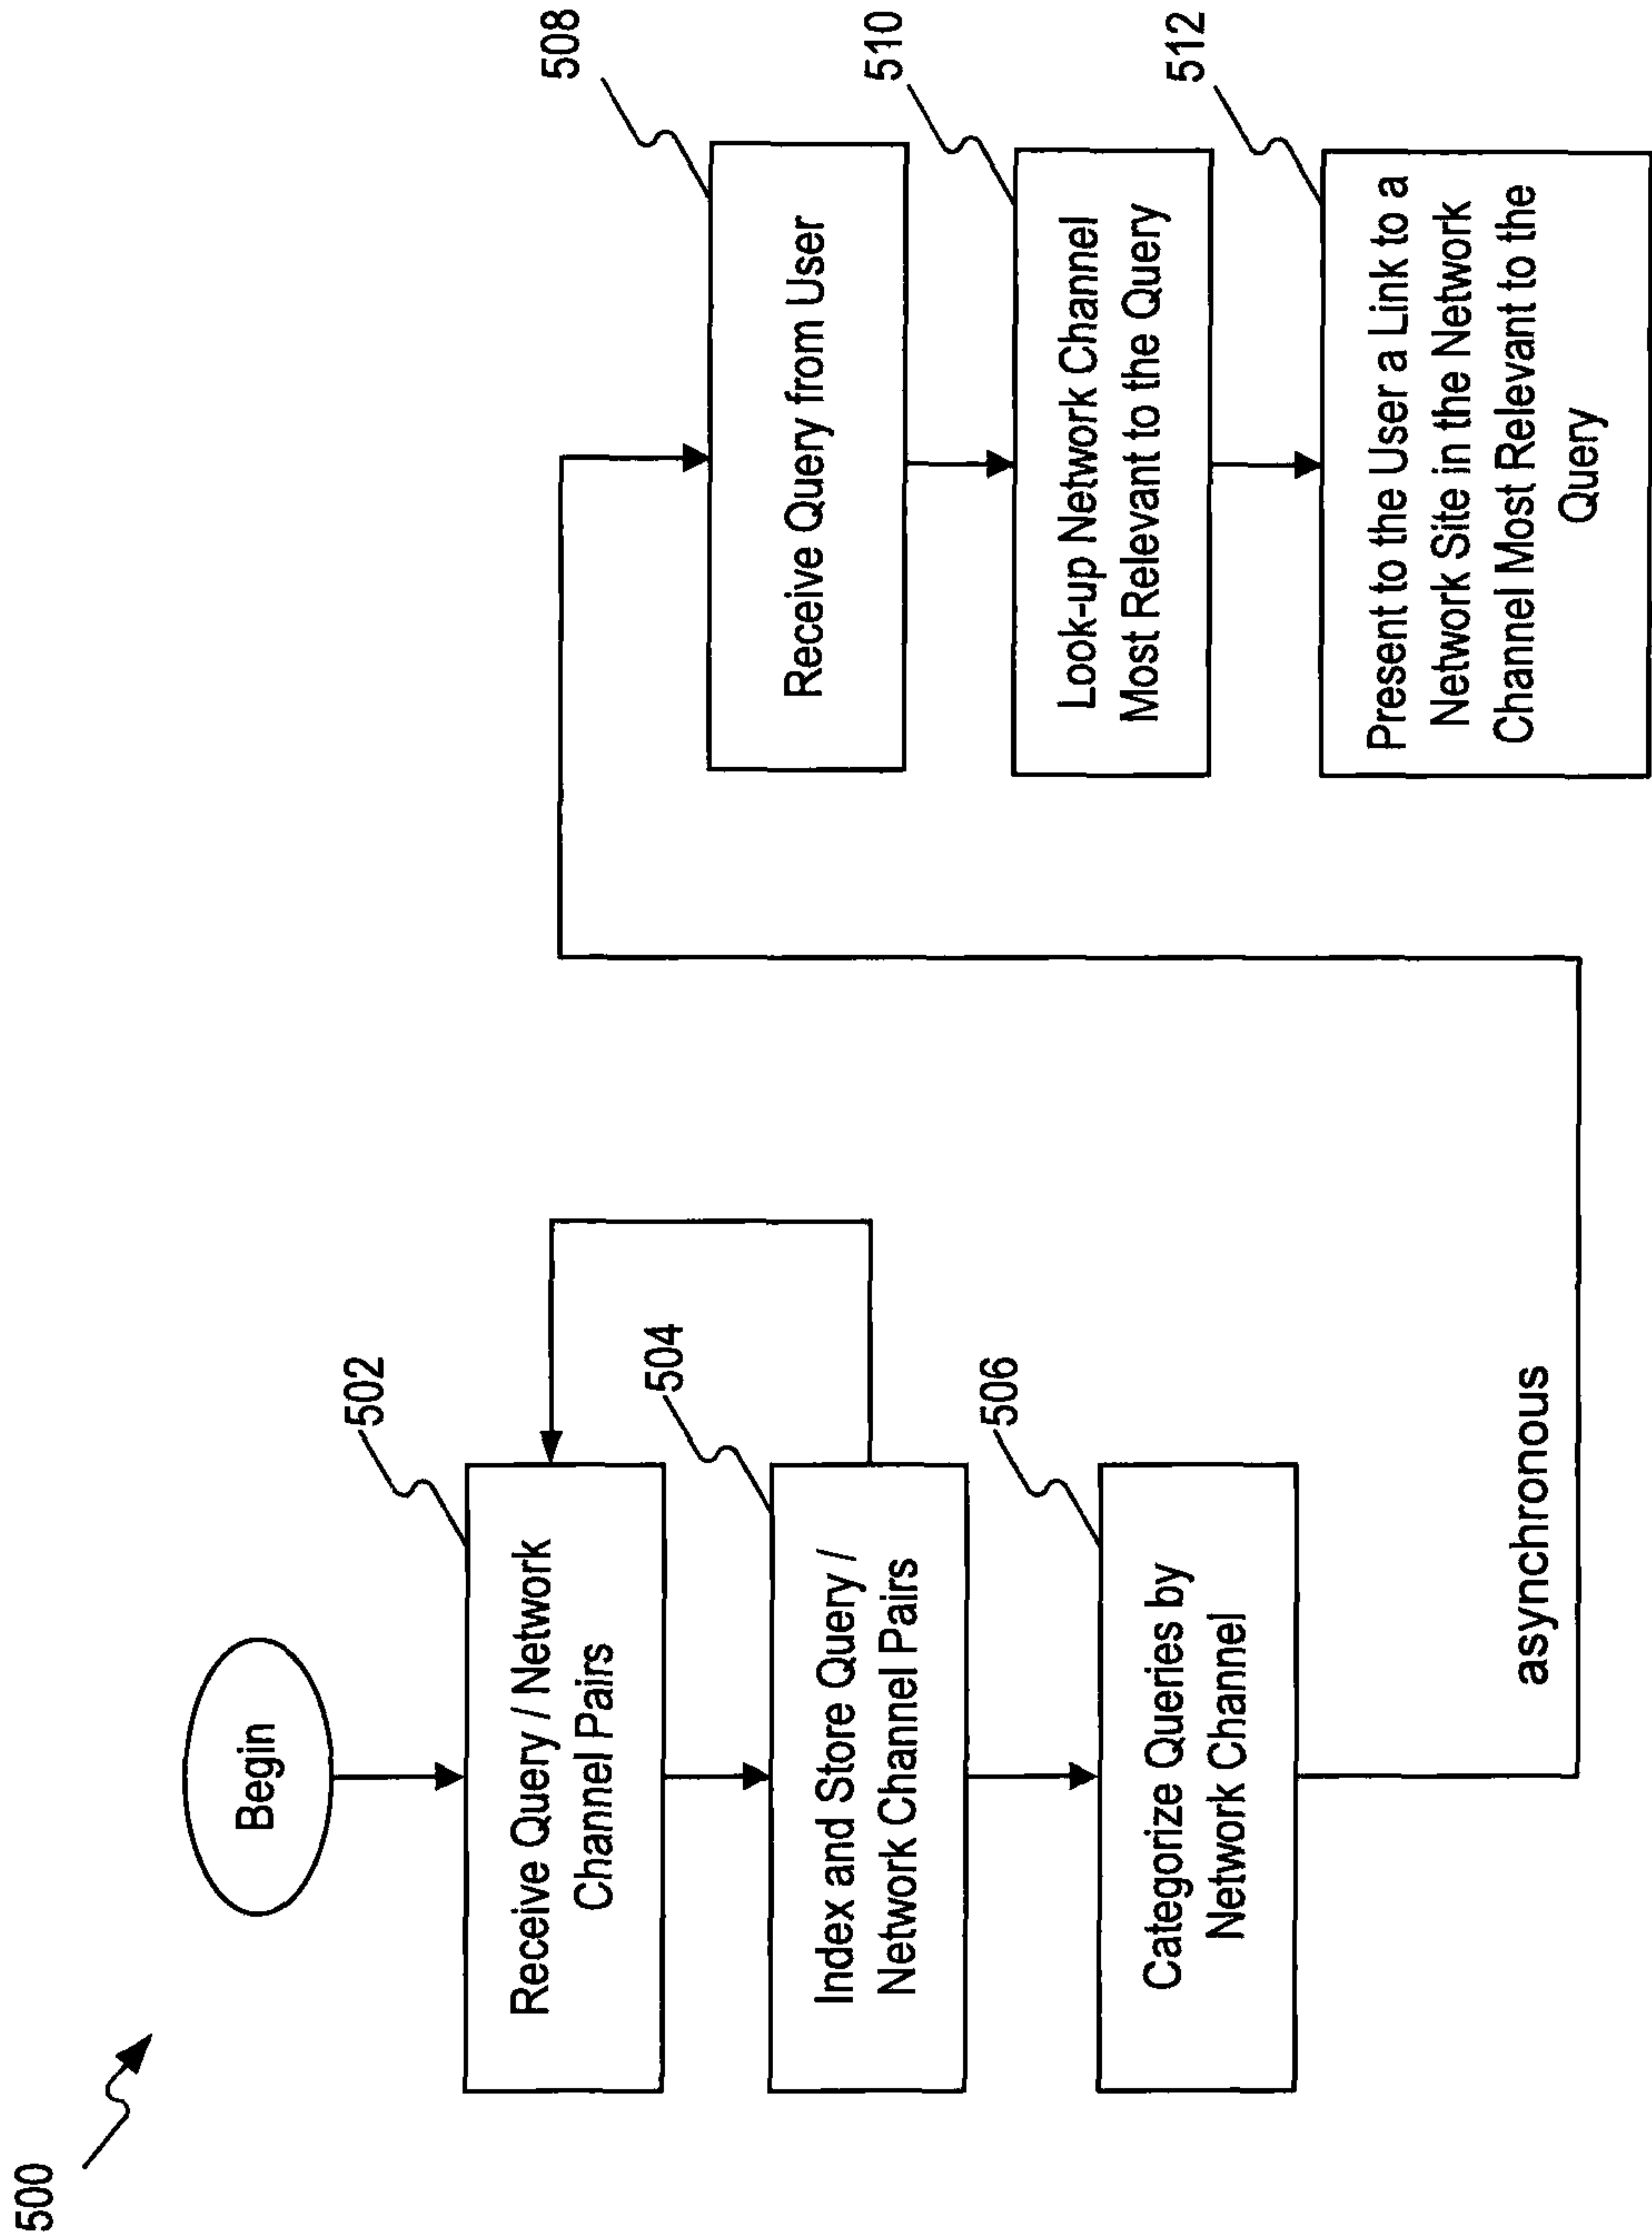 500
Begin
502
Receive Query / Network
Channel Pairs
504
Index and Store Query /
Network Channel Pairs
506
Categorize Queries by
Network Channel
asynchronous
508
Receive Query from User
510
Look-up Network Channel
Most Relevant to the Query
512
Present to the User a Link to a
Network Site in the Network
Channel Most Relevant to the
Query